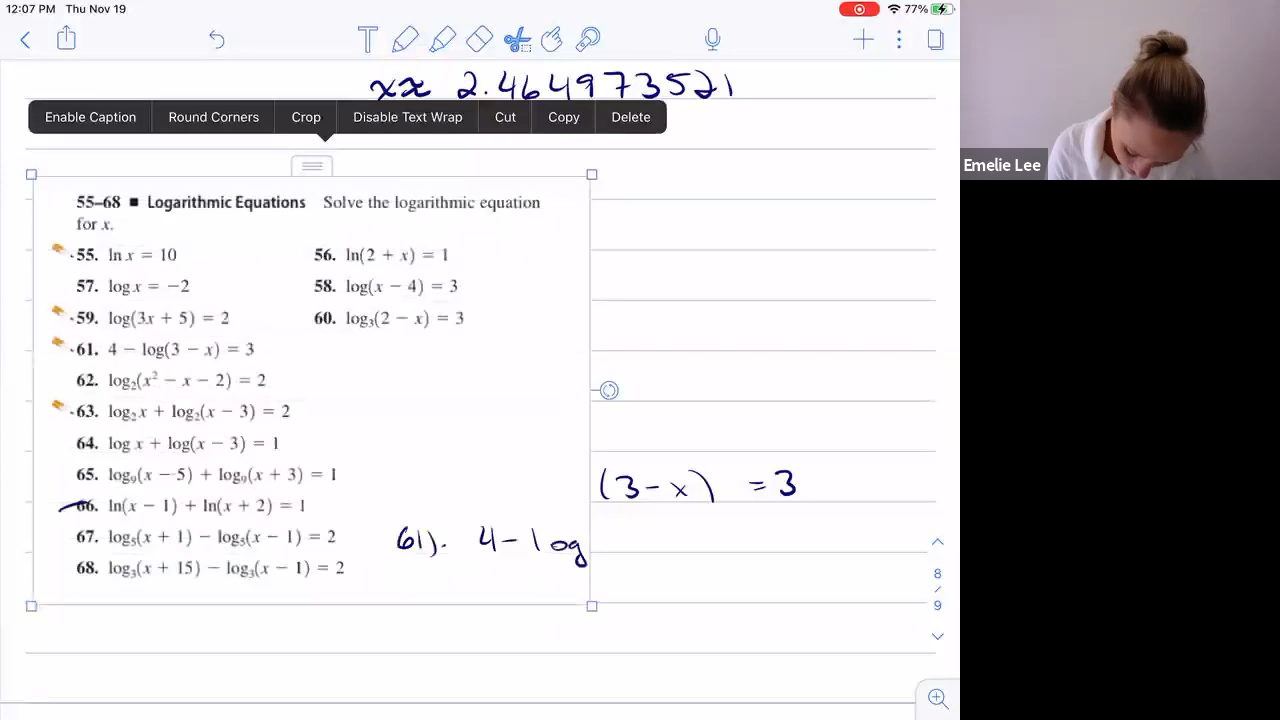 12:07 PM Thu Nov 19
77%
T
x≈ 2.464973521
Enable Caption Round Corners Crop Disable Text Wrap Cut Copy Delete
Emelie Lee
55–68 ■ Logarithmic Equations Solve the logarithmic equation
for x.
55. ln x = 10 56. ln(2 + x) = 1
57. log x = −2 58. log(x − 4) = 3
59. log(3x + 5) = 2 60. log₃(2 − x) = 3
61. 4 − log(3 − x) = 3
62. log₂(x² − x − 2) = 2
63. log₂x + log₂(x − 3) = 2
64. log x + log(x − 3) = 1
65. log₉(x − 5) + log₉(x + 3) = 1
(3-x) =3
66. ln(x − 1) + ln(x + 2) = 1
67. log₅(x + 1) − log₅(x − 1) = 2
61). 4-log
68. log₃(x + 15) − log₃(x − 1) = 2
8
/
9